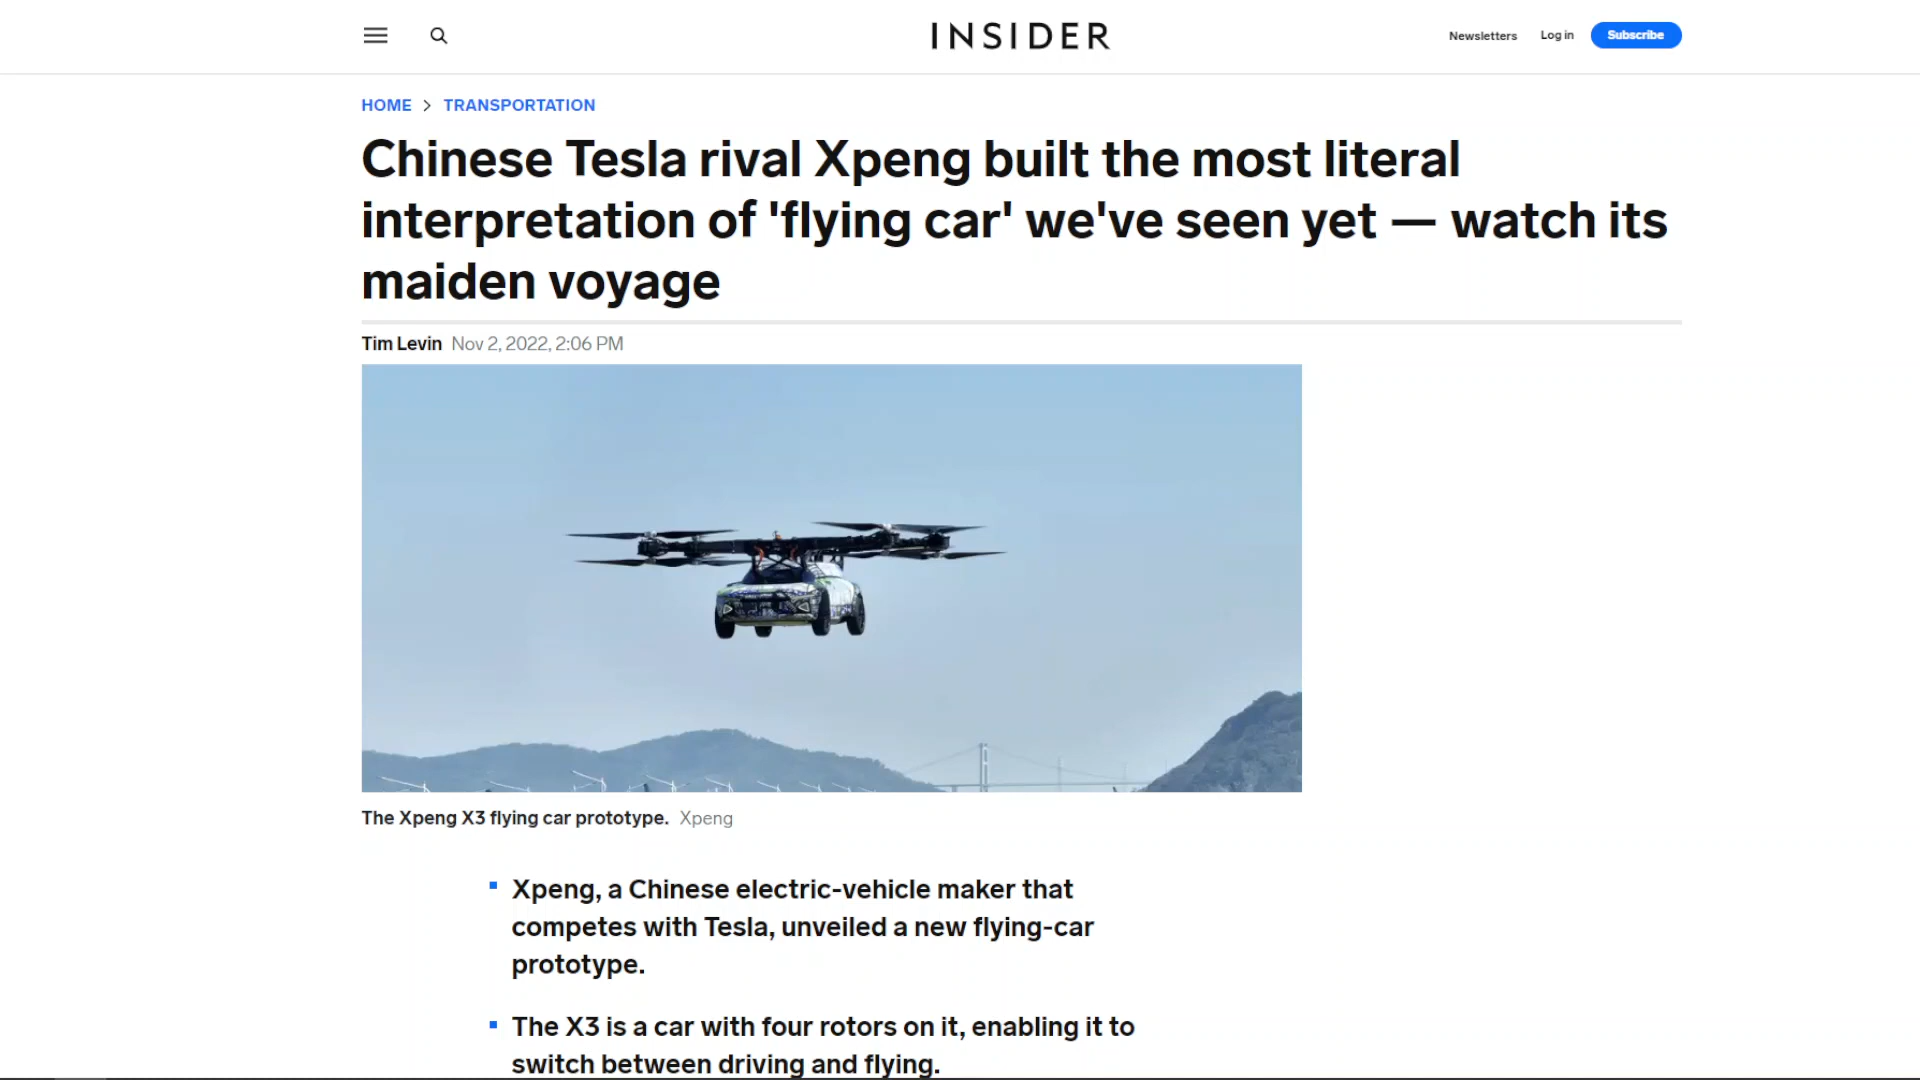 INSIDER
Newsletters
Log in
Subscribe
HOME > TRANSPORTATION
Chinese Tesla rival Xpeng built the most literal
interpretation of 'flying car' we've seen yet — watch its
maiden voyage
Tim Levin Nov 2, 2022, 2:06 PM
The Xpeng X3 flying car prototype. Xpeng
Xpeng, a Chinese electric-vehicle maker that
competes with Tesla, unveiled a new flying-car
prototype.
The X3 is a car with four rotors on it, enabling it to
switch between driving and flying.